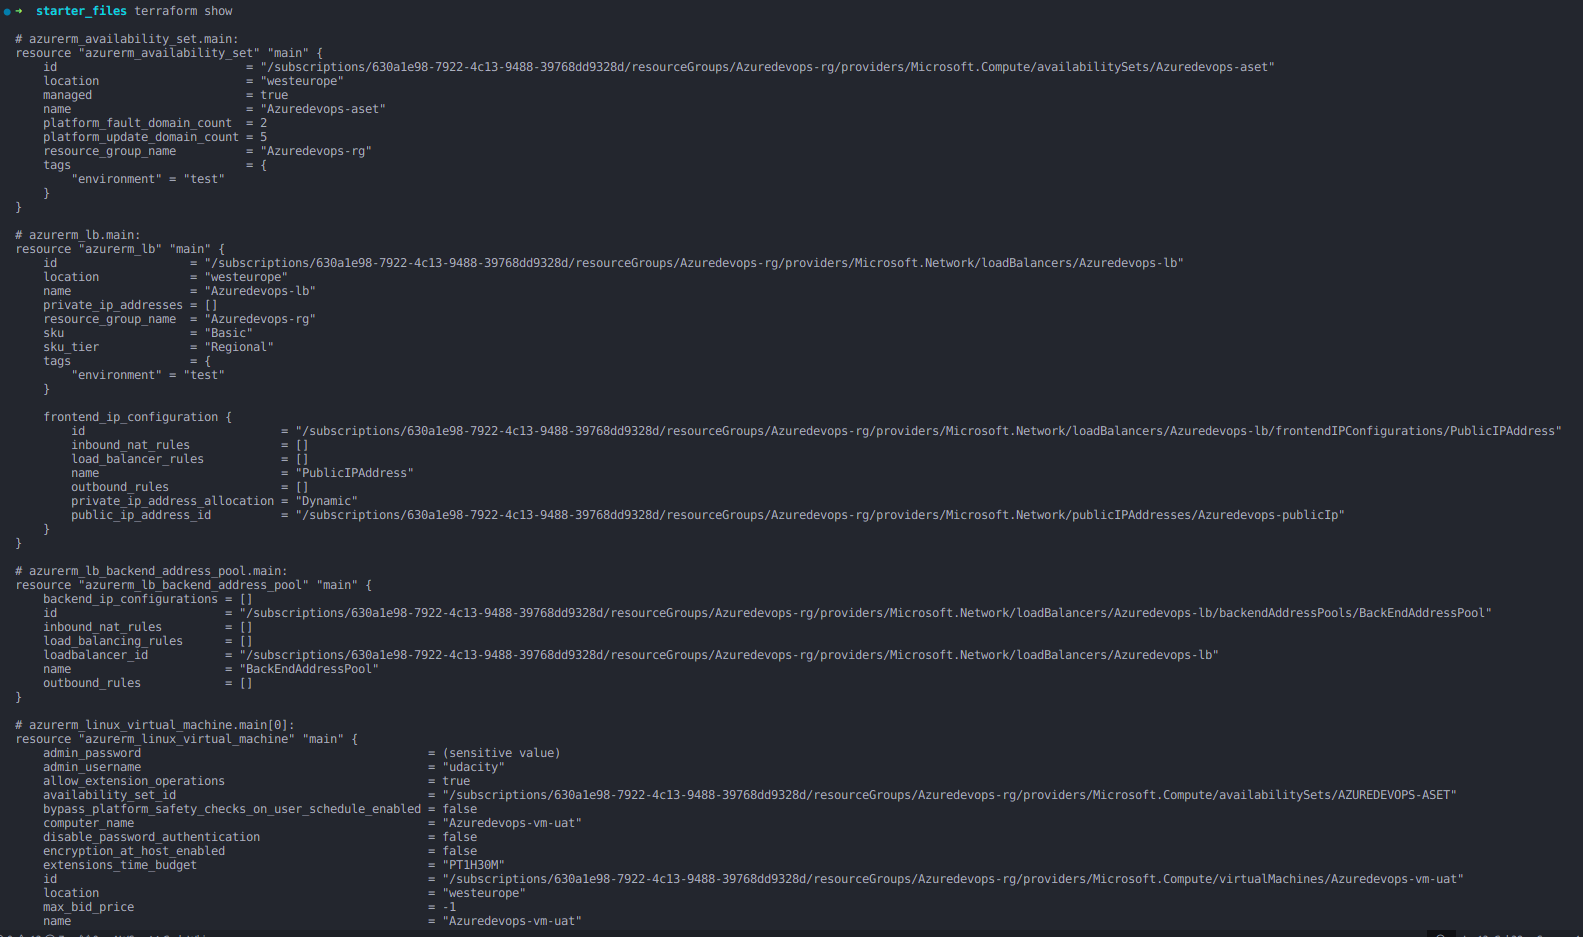 ● ➜  starter_files terraform show
# azurerm_availability_set.main:
resource "azurerm_availability_set" "main" {
    id                           = "/subscriptions/630a1e98-7922-4c13-9488-39768dd9328d/resourceGroups/Azuredevops-rg/providers/Microsoft.Compute/availabilitySets/Azuredevops-aset"
    location                     = "westeurope"
    managed                      = true
    name                         = "Azuredevops-aset"
    platform_fault_domain_count  = 2
    platform_update_domain_count = 5
    resource_group_name          = "Azuredevops-rg"
    tags                         = {
        "environment" = "test"
    }
}
# azurerm_lb.main:
resource "azurerm_lb" "main" {
    id                   = "/subscriptions/630a1e98-7922-4c13-9488-39768dd9328d/resourceGroups/Azuredevops-rg/providers/Microsoft.Network/loadBalancers/Azuredevops-lb"
    location             = "westeurope"
    name                 = "Azuredevops-lb"
    private_ip_addresses = []
    resource_group_name  = "Azuredevops-rg"
    sku                  = "Basic"
    sku_tier             = "Regional"
    tags                 = {
        "environment" = "test"
    }
    frontend_ip_configuration {
        id                            = "/subscriptions/630a1e98-7922-4c13-9488-39768dd9328d/resourceGroups/Azuredevops-rg/providers/Microsoft.Network/loadBalancers/Azuredevops-lb/frontendIPConfigurations/PublicIPAddress"
        inbound_nat_rules             = []
        load_balancer_rules           = []
        name                          = "PublicIPAddress"
        outbound_rules                = []
        private_ip_address_allocation = "Dynamic"
        public_ip_address_id          = "/subscriptions/630a1e98-7922-4c13-9488-39768dd9328d/resourceGroups/Azuredevops-rg/providers/Microsoft.Network/publicIPAddresses/Azuredevops-publicIp"
    }
}
# azurerm_lb_backend_address_pool.main:
resource "azurerm_lb_backend_address_pool" "main" {
    backend_ip_configurations = []
    id                        = "/subscriptions/630a1e98-7922-4c13-9488-39768dd9328d/resourceGroups/Azuredevops-rg/providers/Microsoft.Network/loadBalancers/Azuredevops-lb/backendAddressPools/BackEndAddressPool"
    inbound_nat_rules         = []
    load_balancing_rules      = []
    loadbalancer_id           = "/subscriptions/630a1e98-7922-4c13-9488-39768dd9328d/resourceGroups/Azuredevops-rg/providers/Microsoft.Network/loadBalancers/Azuredevops-lb"
    name                      = "BackEndAddressPool"
    outbound_rules            = []
}
# azurerm_linux_virtual_machine.main[0]:
resource "azurerm_linux_virtual_machine" "main" {
    admin_password                                         = (sensitive value)
    admin_username                                         = "udacity"
    allow_extension_operations                             = true
    availability_set_id                                    = "/subscriptions/630a1e98-7922-4c13-9488-39768dd9328d/resourceGroups/Azuredevops-rg/providers/Microsoft.Compute/availabilitySets/AZUREDEVOPS-ASET"
    bypass_platform_safety_checks_on_user_schedule_enabled = false
    computer_name                                          = "Azuredevops-vm-uat"
    disable_password_authentication                        = false
    encryption_at_host_enabled                             = false
    extensions_time_budget                                 = "PT1H30M"
    id                                                     = "/subscriptions/630a1e98-7922-4c13-9488-39768dd9328d/resourceGroups/Azuredevops-rg/providers/Microsoft.Compute/virtualMachines/Azuredevops-vm-uat"
    location                                               = "westeurope"
    max_bid_price                                          = -1
    name                                                   = "Azuredevops-vm-uat"